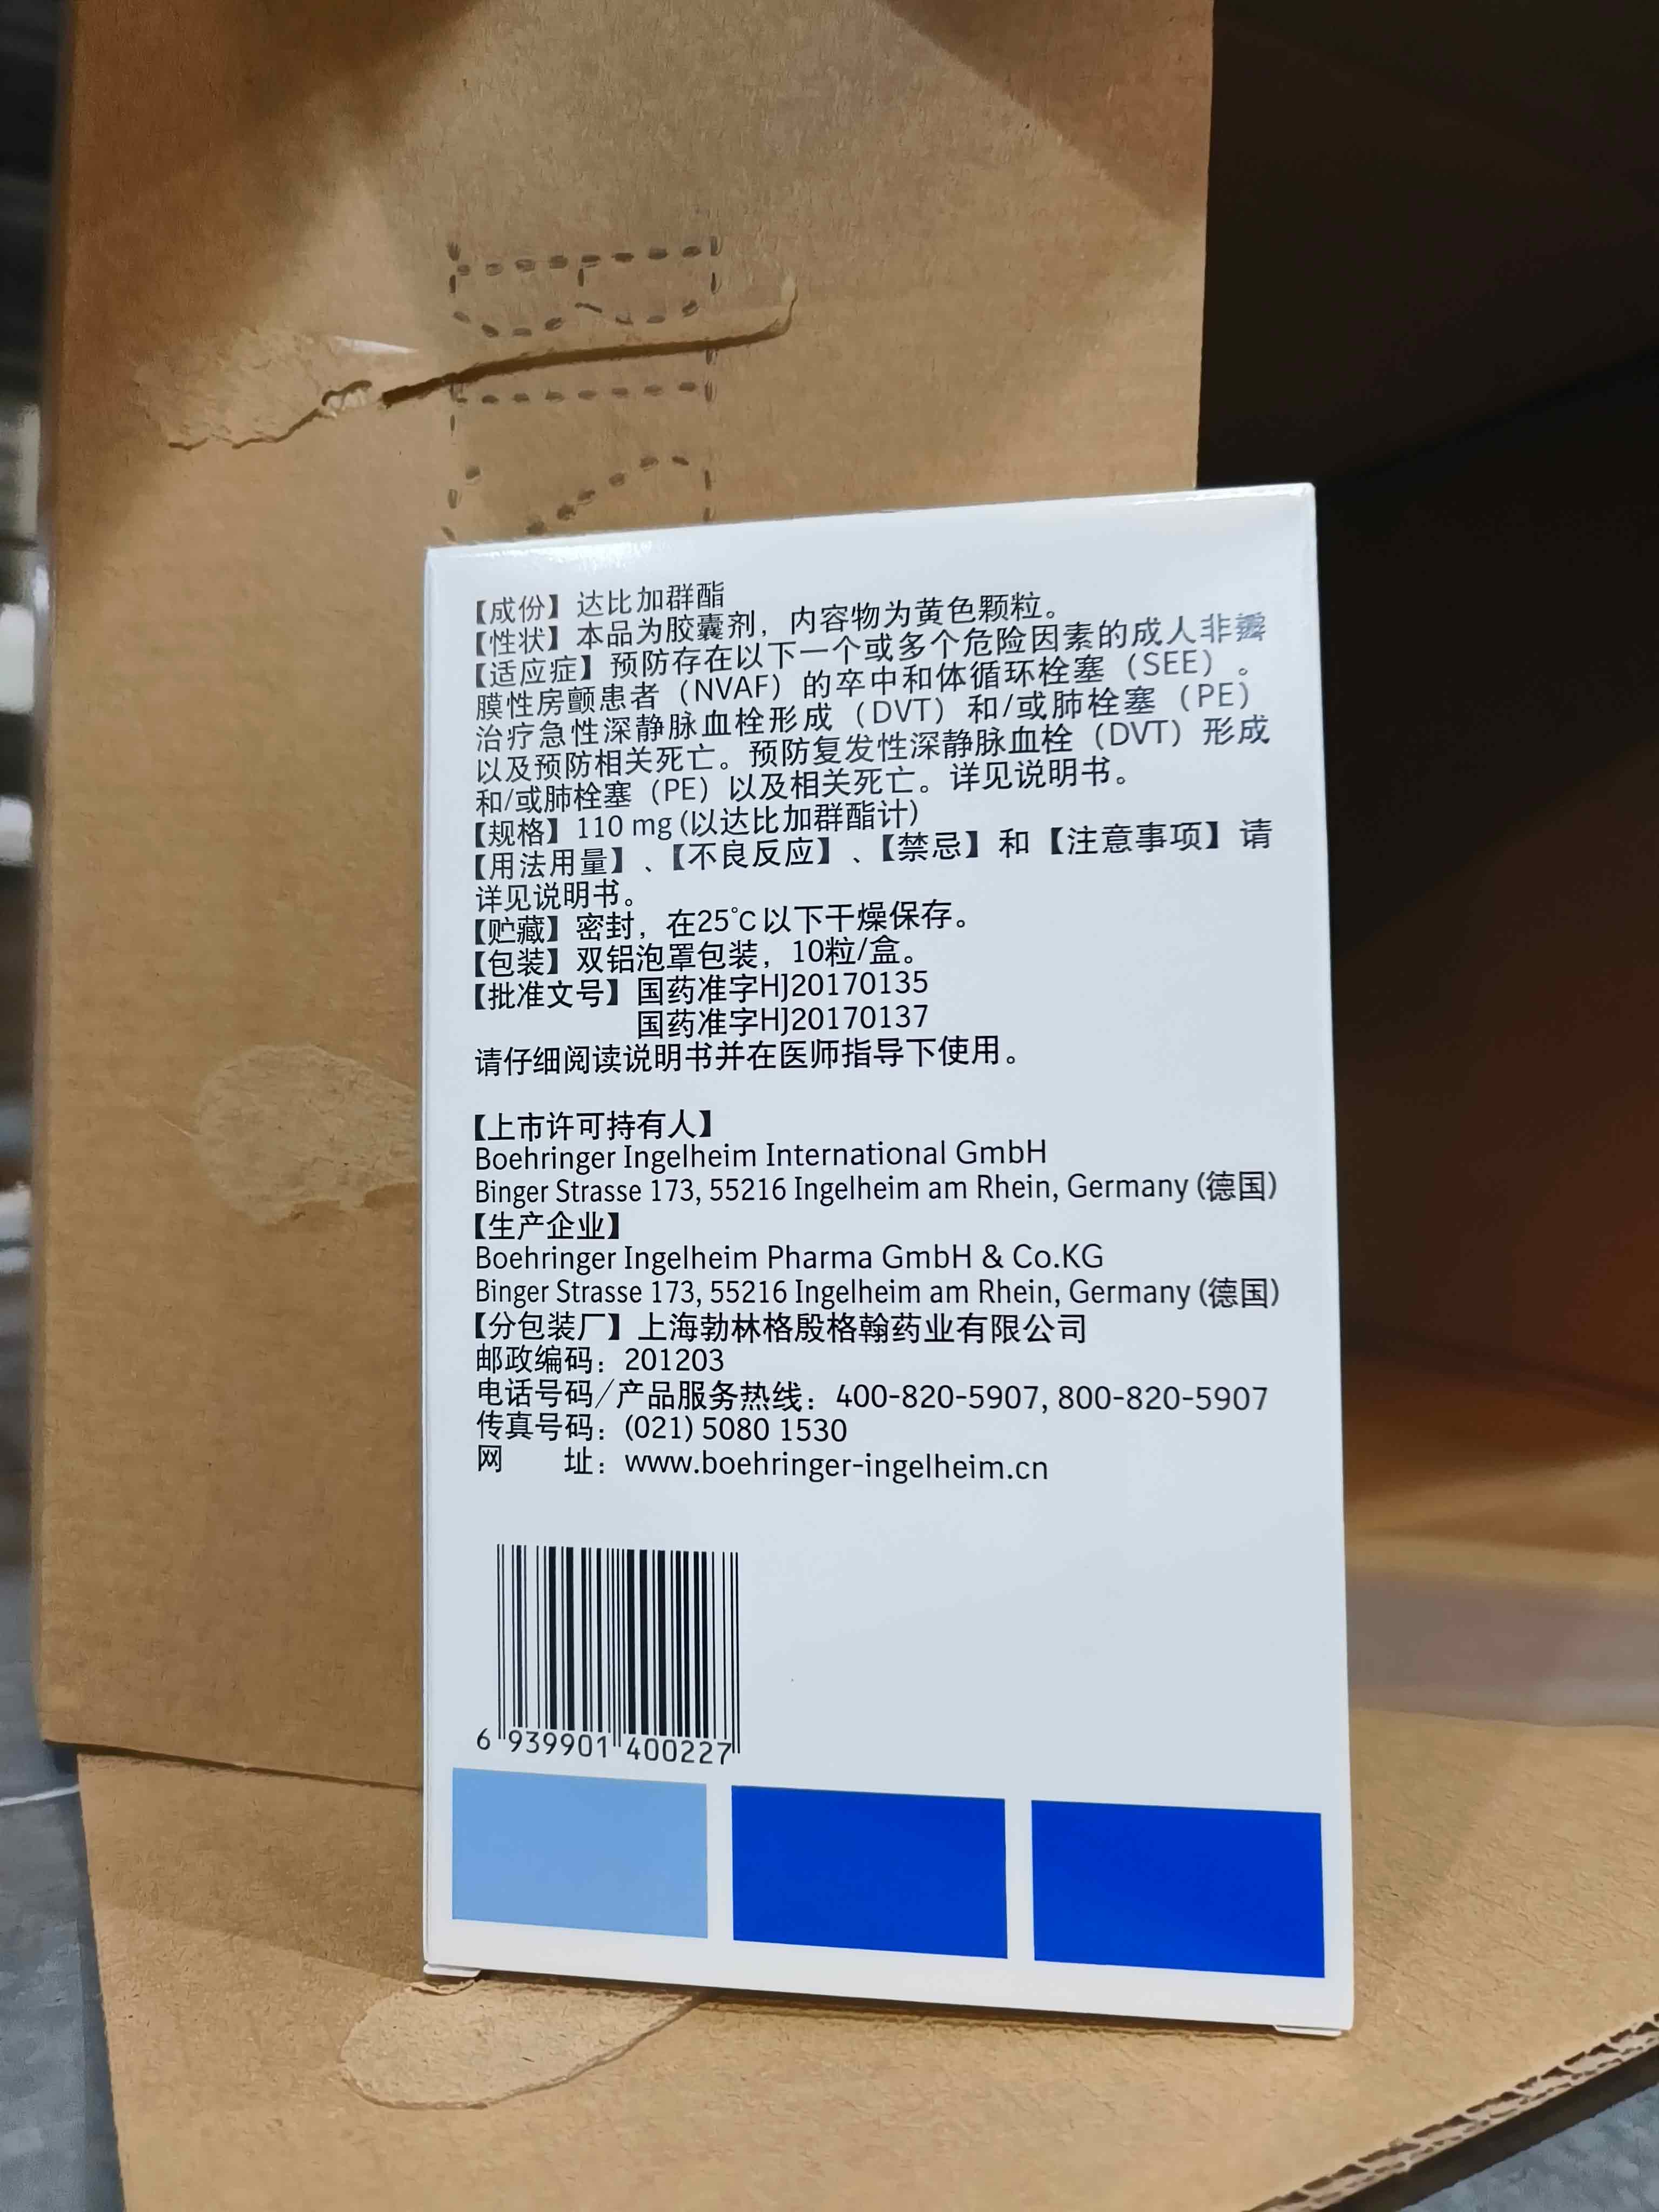 【成份】达比加群酯
【性状】本品为胶囊剂，内容物为黄色颗粒。
【适应症】预防存在以下一个或多个危险因素的成人非瓣
膜性房颤患者（NVAF）的卒中和体循环栓塞（SEE）。
治疗急性深静脉血栓形成（DVT）和/或肺栓塞（PE）
以及预防相关死亡。预防复发性深静脉血栓（DVT）形成
和/或肺栓塞（PE）以及相关死亡。详见说明书。
【规格】110 mg (以达比加群酯计)
【用法用量】、【不良反应】、【禁忌】和【注意事项】请
详见说明书。
【贮藏】密封，在25℃以下干燥保存。
【包装】双铝泡罩包装，10粒/盒。
【批准文号】国药准字HJ20170135
国药准字HJ20170137
请仔细阅读说明书并在医师指导下使用。
【上市许可持有人】
Boehringer Ingelheim International GmbH
Binger Strasse 173, 55216 Ingelheim am Rhein, Germany (德国)
【生产企业】
Boehringer Ingelheim Pharma GmbH & Co.KG
Binger Strasse 173, 55216 Ingelheim am Rhein, Germany (德国)
【分包装厂】上海勃林格殷格翰药业有限公司
邮政编码：201203
电话号码/产品服务热线：400-820-5907, 800-820-5907
传真号码：(021) 5080 1530
网　　址：www.boehringer-ingelheim.cn
6 939901 400227